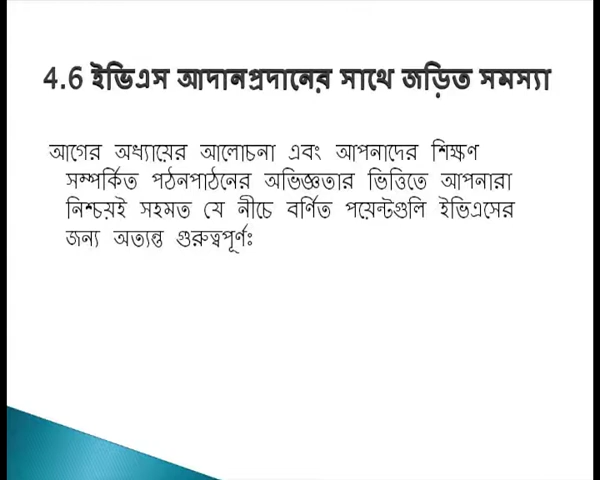 4.6 ইভিএস আদানপ্রদানের সাথে জড়িত সমস্যা
আগের অধ্যায়ের আলোচনা এবং আপনাদের শিক্ষণ
সম্পর্কিত পঠনপাঠনের অভিজ্ঞতার ভিত্তিতে আপনারা
নিশ্চয়ই সহমত যে নীচে বর্ণিত পয়েন্টগুলি ইভিএসের
জন্য অত্যন্ত গুরুত্বপূর্ণঃ